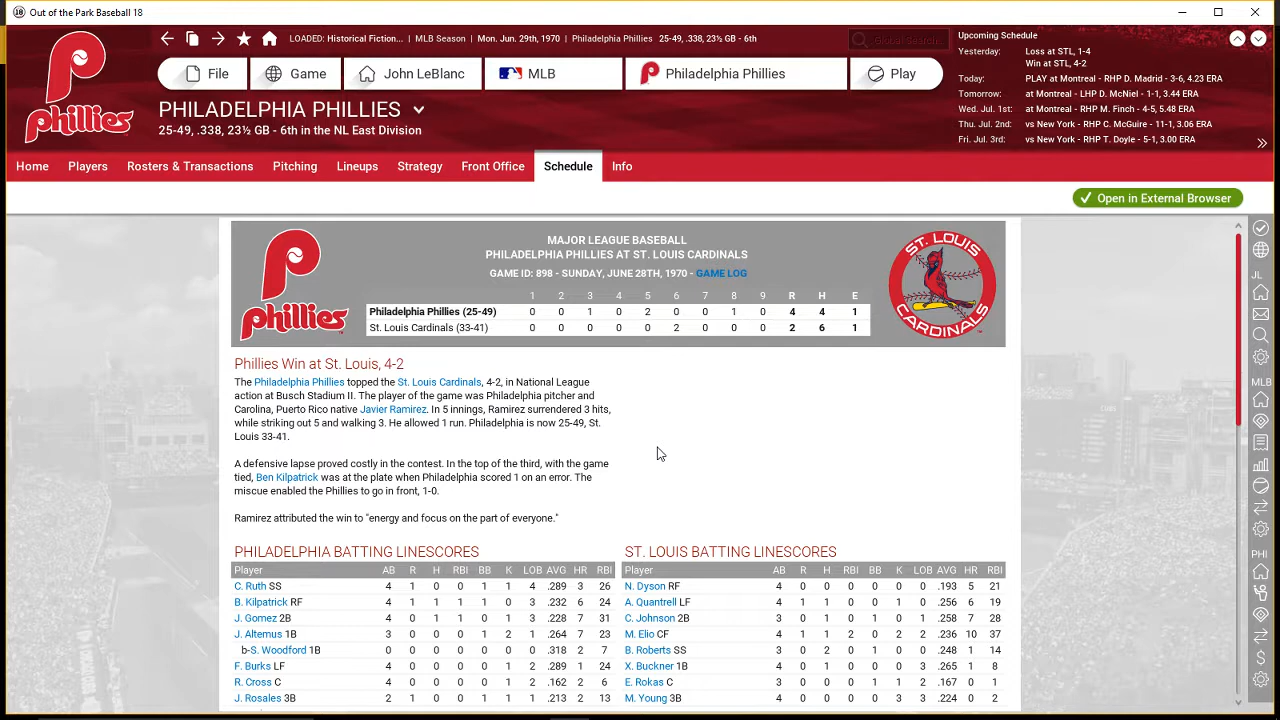 Out of the Park Baseball 18
LOADED: Historical Fiction... | MLB Season | Mon. Jun. 29th, 1970 | Philadelphia Phillies 25-49, .338, 23½ GB - 6th
Global Search...
File Game John LeBlanc MLB Philadelphia Phillies Play
PHILADELPHIA PHILLIES
25-49, .338, 23½ GB - 6th in the NL East Division
Upcoming Schedule
Yesterday: Loss at STL, 1-4
Win at STL, 4-2
Today: PLAY at Montreal - RHP D. Madrid - 3-6, 4.23 ERA
Tomorrow: at Montreal - LHP D. McNiel - 1-1, 3.44 ERA
Wed. Jul. 1st: at Montreal - RHP M. Finch - 4-5, 5.48 ERA
Thu. Jul. 2nd: vs New York - RHP C. McGuire - 11-1, 3.06 ERA
Fri. Jul. 3rd: vs New York - RHP T. Doyle - 5-1, 3.00 ERA
Home Players Rosters & Transactions Pitching Lineups Strategy Front Office Schedule Info
Open in External Browser
phillies
Phillies
ST. LOUIS
CARDINALS
MAJOR LEAGUE BASEBALL
PHILADELPHIA PHILLIES AT ST. LOUIS CARDINALS
GAME ID: 898 - SUNDAY, JUNE 28TH, 1970 - GAME LOG
1 2 3 4 5 6 7 8 9 R H E
Philadelphia Phillies (25-49) 0 0 1 0 2 0 0 1 0 4 4 1
St. Louis Cardinals (33-41) 0 0 0 0 0 2 0 0 0 2 6 1
Phillies Win at St. Louis, 4-2
The Philadelphia Phillies topped the St. Louis Cardinals, 4-2, in National League
action at Busch Stadium II. The player of the game was Philadelphia pitcher and
Carolina, Puerto Rico native Javier Ramirez. In 5 innings, Ramirez surrendered 3 hits,
while striking out 5 and walking 3. He allowed 1 run. Philadelphia is now 25-49, St.
Louis 33-41.
A defensive lapse proved costly in the contest. In the top of the third, with the game
tied, Ben Kilpatrick was at the plate when Philadelphia scored 1 on an error. The
miscue enabled the Phillies to go in front, 1-0.
Ramirez attributed the win to "energy and focus on the part of everyone."
PHILADELPHIA BATTING LINESCORES
Player AB R H RBI BB K LOB AVG HR RBI
C. Ruth SS 4 1 0 0 1 1 4 .289 3 26
B. Kilpatrick RF 4 1 1 1 1 0 3 .232 6 24
J. Gomez 2B 4 0 1 1 0 1 3 .228 7 31
J. Altemus 1B 3 0 0 0 1 2 1 .264 7 23
b-S. Woodford 1B 0 0 0 0 0 0 0 .313 2 7
F. Burks LF 4 0 0 0 0 1 2 .289 1 24
R. Cross C 4 0 0 0 0 1 2 .162 2 6
J. Rosales 3B 2 1 0 0 1 1 1 .213 2 13
ST. LOUIS BATTING LINESCORES
Player AB R H RBI BB K LOB AVG HR RBI
N. Dyson RF 4 0 0 0 0 0 0 .193 5 21
A. Quantrell LF 4 1 1 0 0 1 0 .256 6 19
C. Johnson 2B 3 0 1 0 1 0 1 .258 7 28
M. Elio CF 4 1 1 2 0 2 2 .236 10 37
B. Roberts SS 3 0 2 0 1 0 0 .248 1 14
X. Buckner 1B 4 0 0 0 0 0 3 .265 1 8
E. Rokas C 3 0 0 0 1 1 2 .167 0 1
M. Young 3B 4 0 0 0 0 3 3 .224 0 2
JL
MLB
PHI